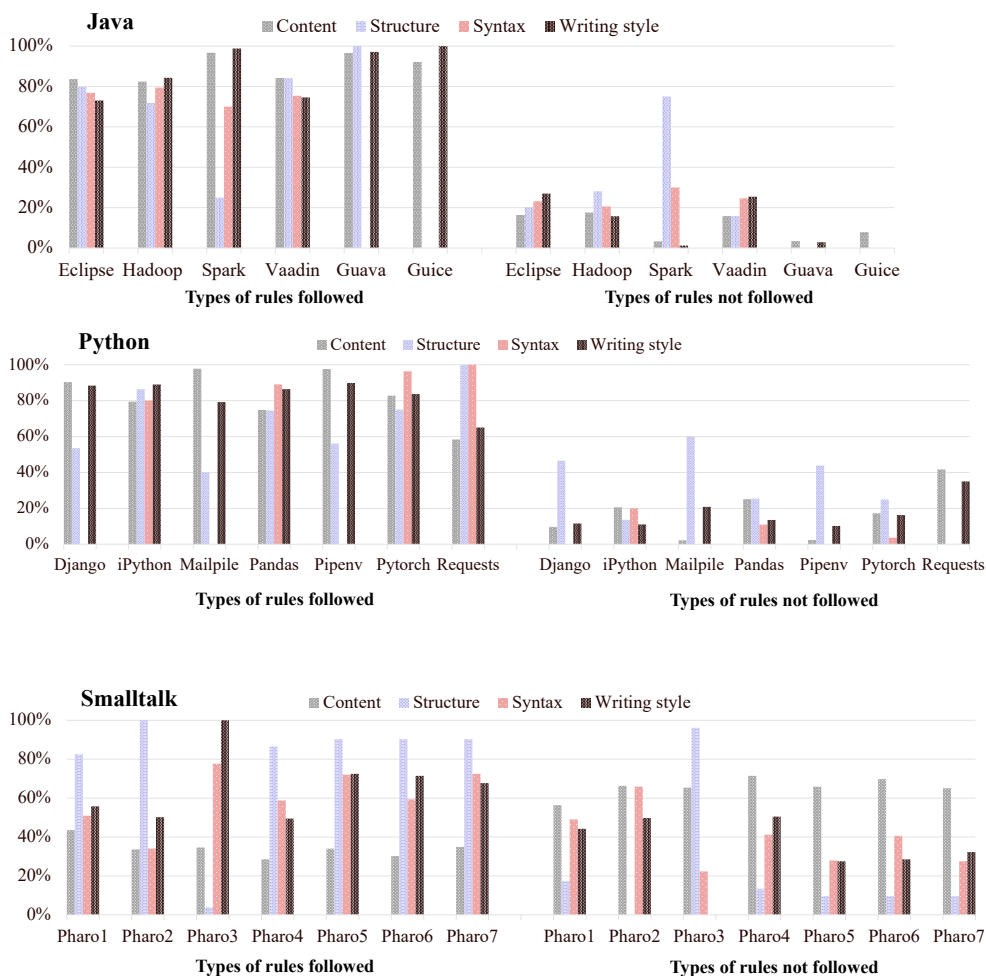 Java
Content Structure Syntax Writing style
100%
80%
60%
40%
20%
0%
Eclipse Hadoop Spark Vaadin Guava Guice Eclipse Hadoop Spark Vaadin Guava Guice
Types of rules followed Types of rules not followed
Python
Content Structure Syntax Writing style
100%
80%
60%
40%
20%
0%
Django iPython Mailpile Pandas Pipenv Pytorch Requests Django iPython Mailpile Pandas Pipenv Pytorch Requests
Types of rules followed Types of rules not followed
Smalltalk
Content Structure Syntax Writing style
100%
80%
60%
40%
20%
0%
Pharo1 Pharo2 Pharo3 Pharo4 Pharo5 Pharo6 Pharo7 Pharo1 Pharo2 Pharo3 Pharo4 Pharo5 Pharo6 Pharo7
Types of rules followed Types of rules not followed